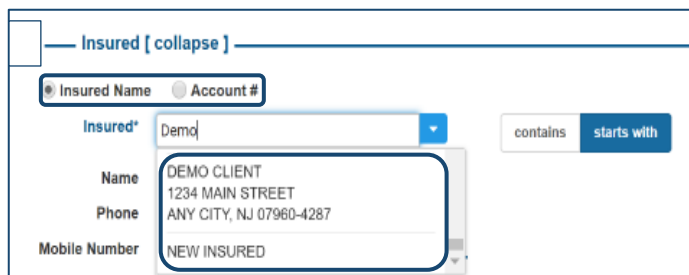 Insured [ collapse ]
Insured Name Account #
Insured* Demo contains starts with
DEMO CLIENT
Name 1234 MAIN STREET
Phone ANY CITY, NJ 07960-4287
Mobile Number NEW INSURED